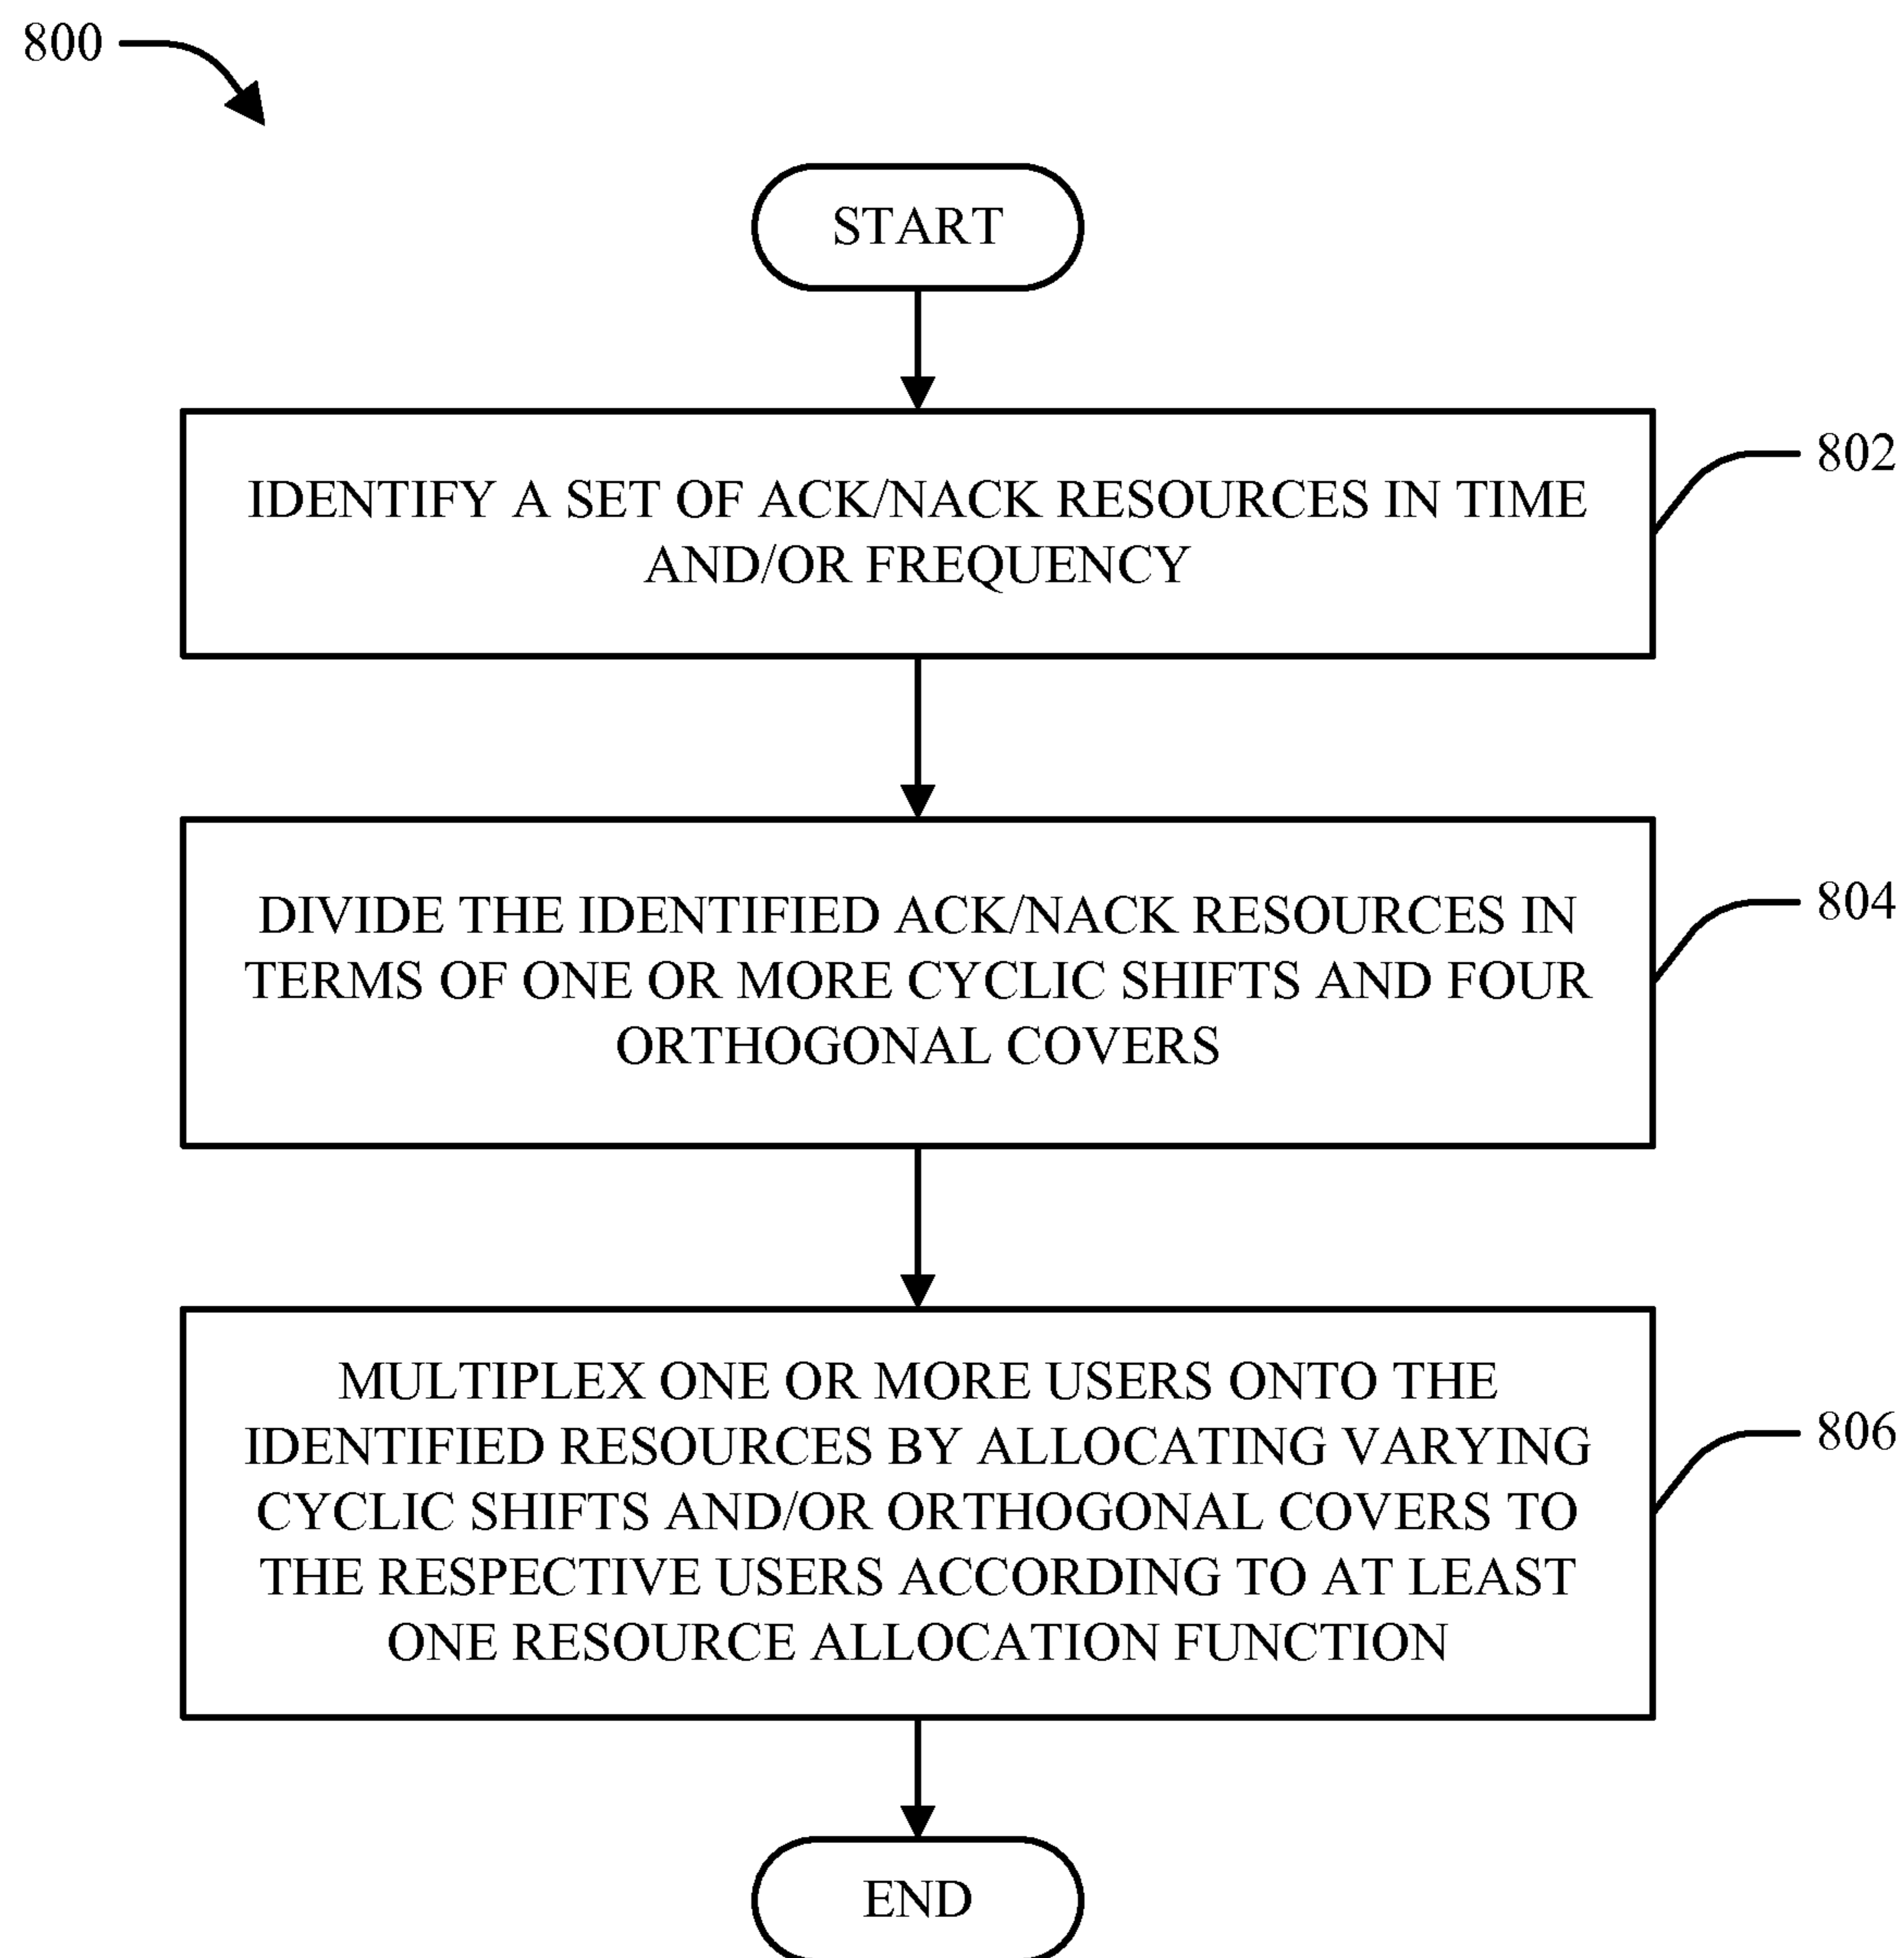 800
START
IDENTIFY A SET OF ACK/NACK RESOURCES IN TIME
AND/OR FREQUENCY
802
DIVIDE THE IDENTIFIED ACK/NACK RESOURCES IN
TERMS OF ONE OR MORE CYCLIC SHIFTS AND FOUR
ORTHOGONAL COVERS
804
MULTIPLEX ONE OR MORE USERS ONTO THE
IDENTIFIED RESOURCES BY ALLOCATING VARYING
CYCLIC SHIFTS AND/OR ORTHOGONAL COVERS TO
THE RESPECTIVE USERS ACCORDING TO AT LEAST
ONE RESOURCE ALLOCATION FUNCTION
806
END